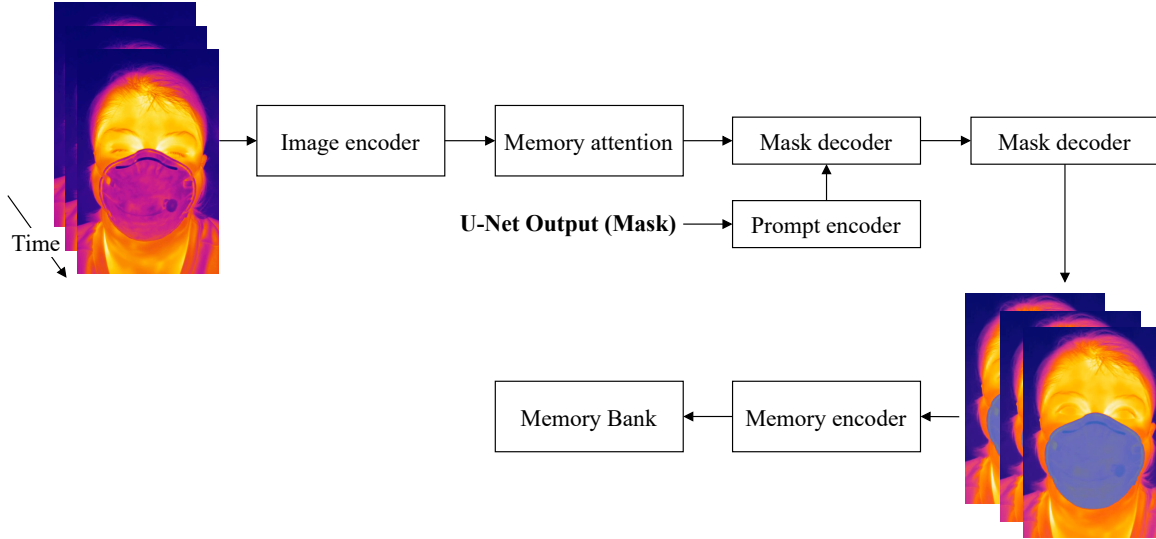 Time
Image encoder
Memory attention
Mask decoder
Mask decoder
U-Net Output (Mask)
Prompt encoder
Memory Bank
Memory encoder